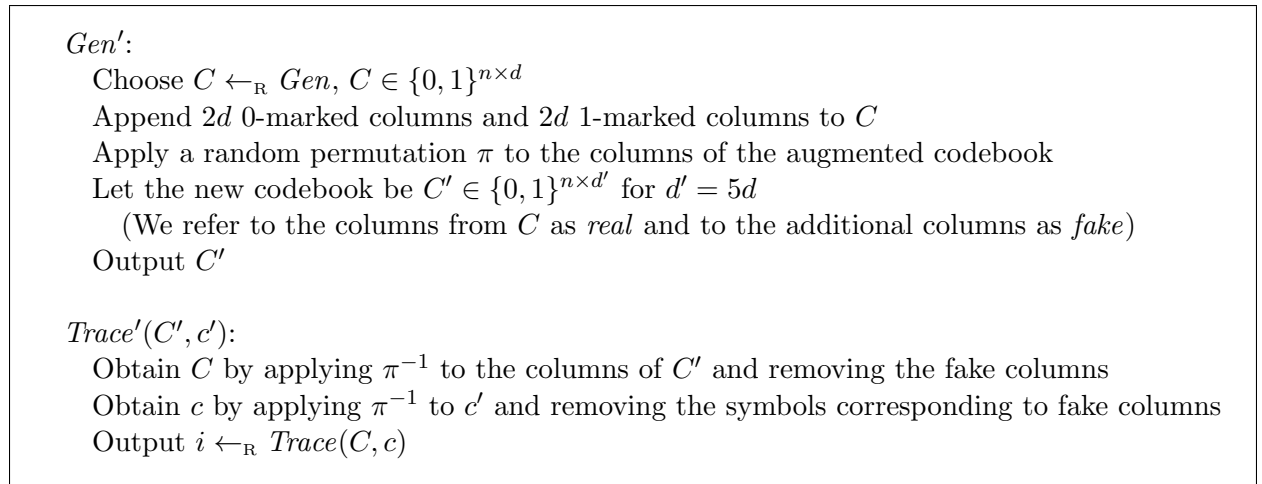 Gen′:
Choose C ←R Gen, C ∈ {0, 1}^{n×d}
Append 2d 0-marked columns and 2d 1-marked columns to C
Apply a random permutation π to the columns of the augmented codebook
Let the new codebook be C′ ∈ {0, 1}^{n×d′} for d′ = 5d
(We refer to the columns from C as real and to the additional columns as fake)
Output C′
Trace′(C′, c′):
Obtain C by applying π^{−1} to the columns of C′ and removing the fake columns
Obtain c by applying π^{−1} to c′ and removing the symbols corresponding to fake columns
Output i ←R Trace(C, c)